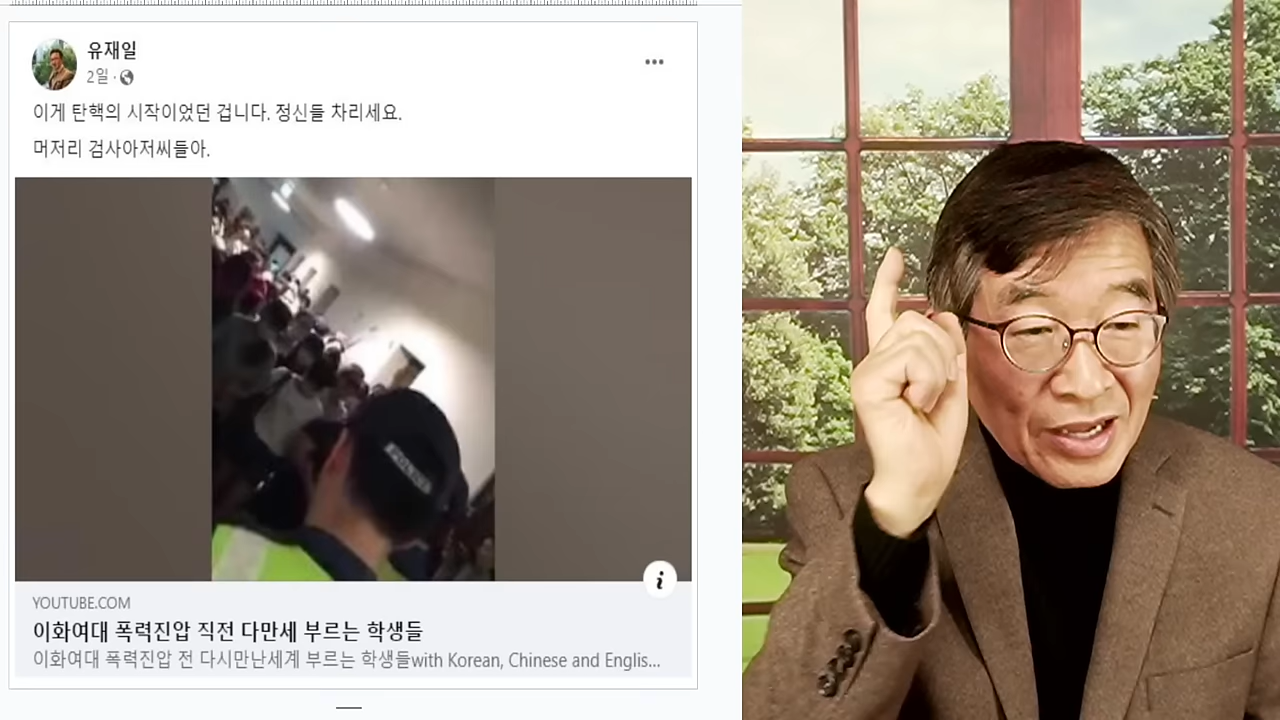 유재일
2일
이게 탄핵의 시작이었던 겁니다. 정신들 차리세요.
머저리 검사아저씨들아.
POLICE
YOUTUBE.COM
이화여대 폭력진압 직전 다만세 부르는 학생들
이화여대 폭력진압 전 다시만난세계 부르는 학생들with Korean, Chinese and Englis...